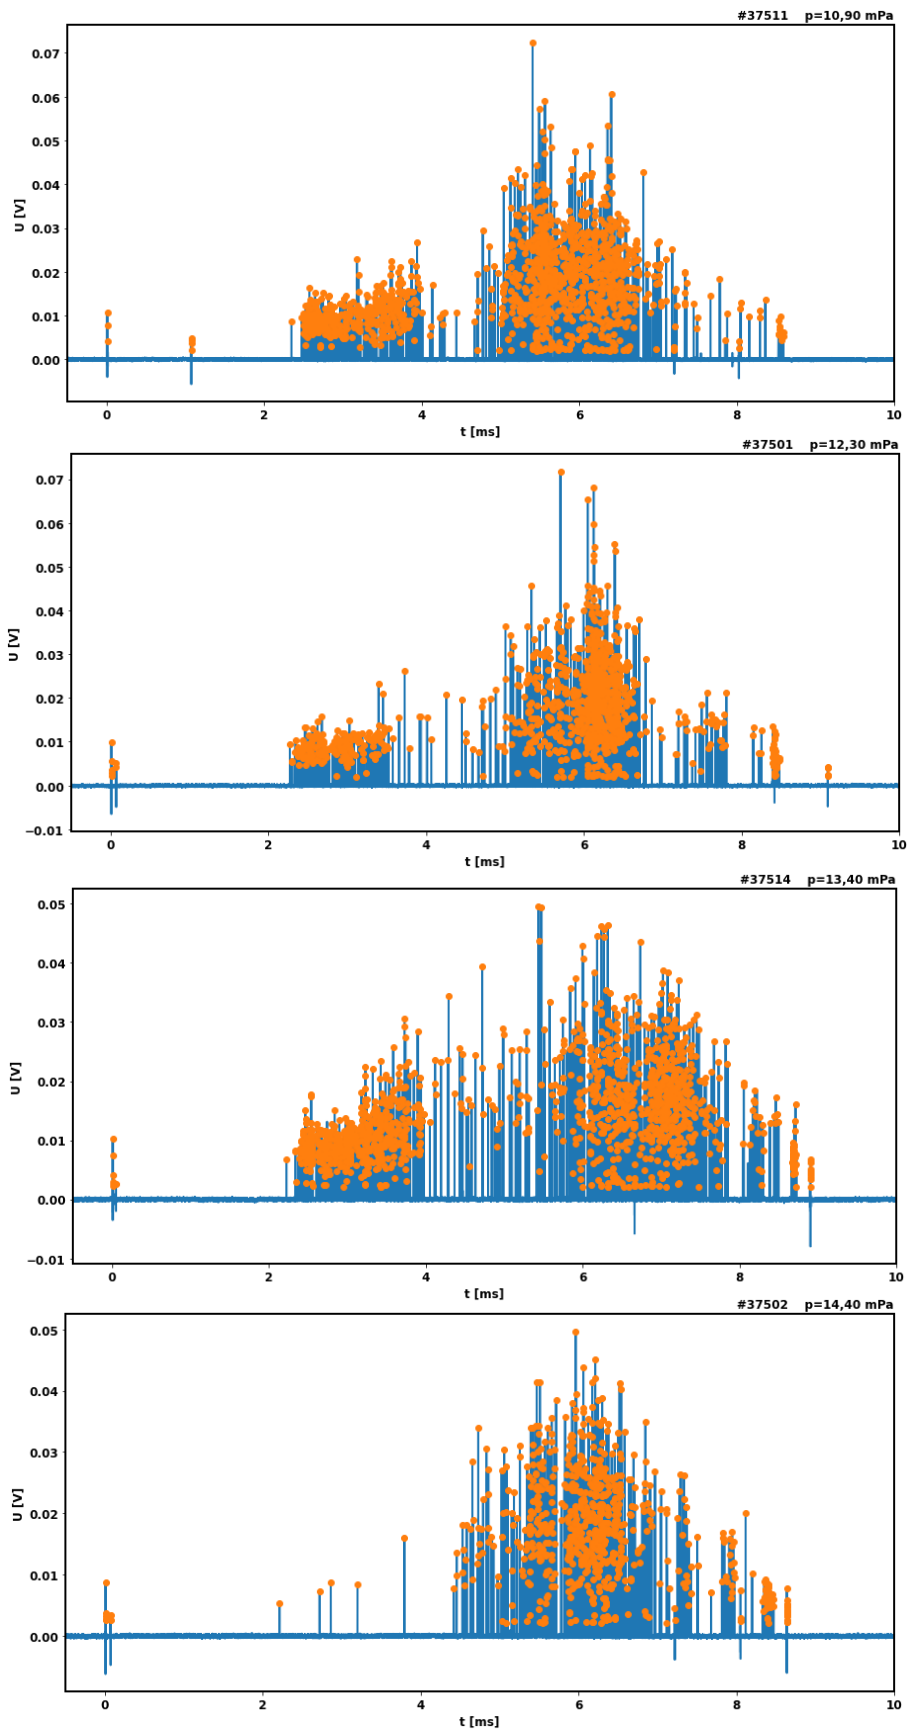 #37511 p=10,90 mPa
0.07
0.06
0.05
0.04
0.03
0.02
0.01
0.00
U [V]
0 2 4 6 8 10
t [ms]
#37501 p=12,30 mPa
0.07
0.06
0.05
0.04
0.03
0.02
0.01
0.00
−0.01
U [V]
0 2 4 6 8 10
t [ms]
#37514 p=13,40 mPa
0.05
0.04
0.03
0.02
0.01
0.00
−0.01
U [V]
0 2 4 6 8 10
t [ms]
#37502 p=14,40 mPa
0.05
0.04
0.03
0.02
0.01
0.00
U [V]
0 2 4 6 8 10
t [ms]